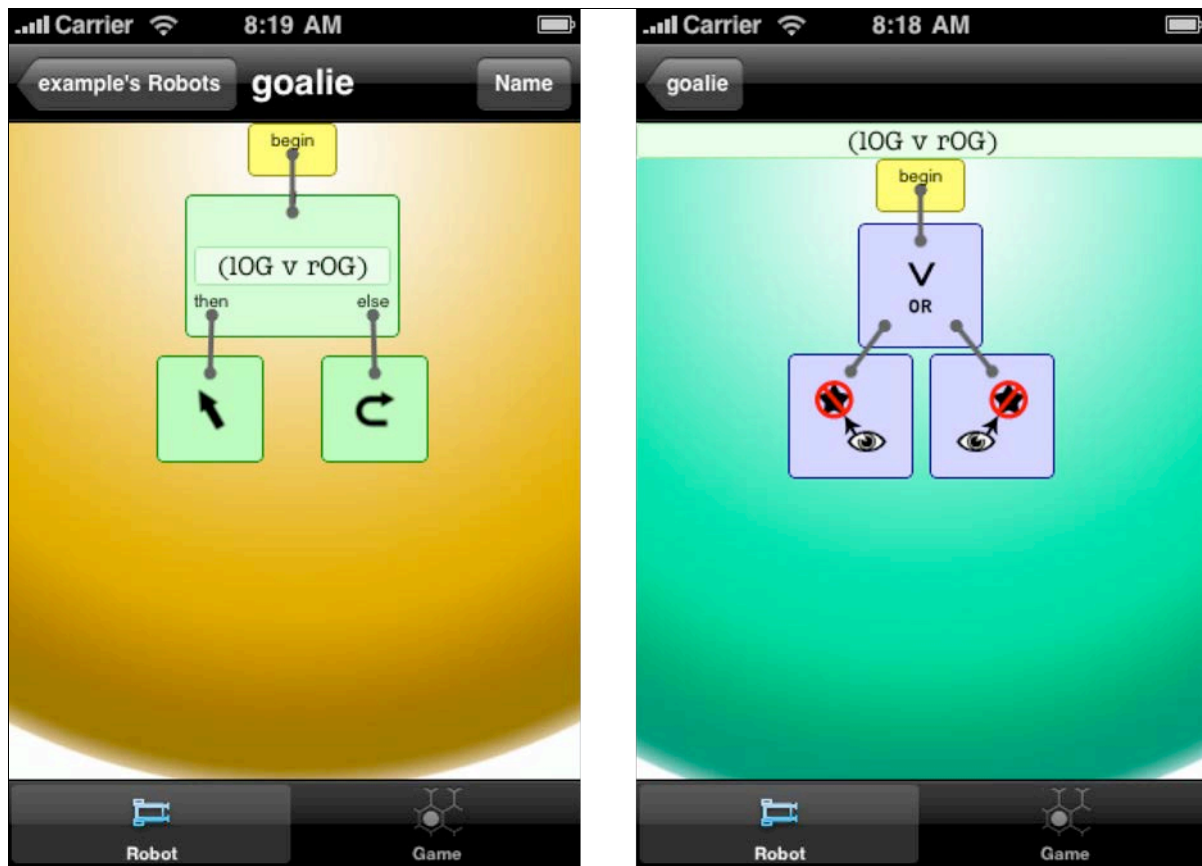 Carrier 8:19 AM
example's Robots goalie Name
begin
(lOG v rOG)
then else
Robot Game
Carrier 8:18 AM
goalie
(lOG v rOG)
begin
V
OR
Robot Game